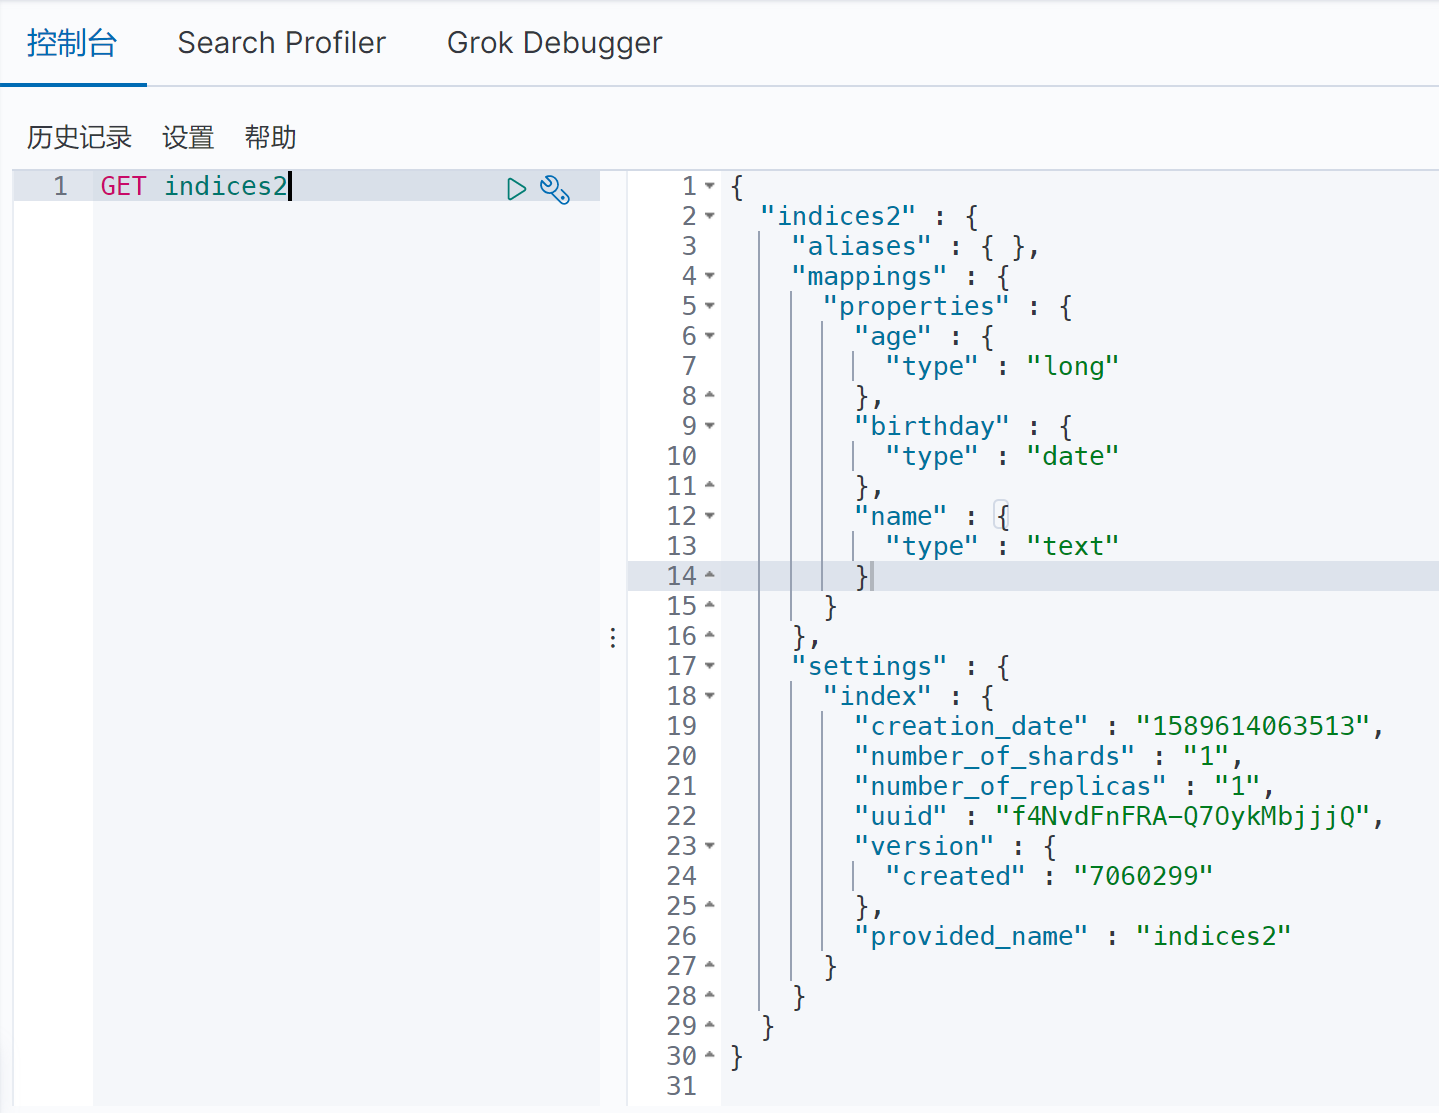 控制台 Search Profiler Grok Debugger
历史记录 设置 帮助
1 GET indices2
1 {
2 "indices2" : {
3 "aliases" : { },
4 "mappings" : {
5 "properties" : {
6 "age" : {
7 "type" : "long"
8 },
9 "birthday" : {
10 "type" : "date"
11 },
12 "name" : {
13 "type" : "text"
14 }
15 }
16 },
17 "settings" : {
18 "index" : {
19 "creation_date" : "1589614063513",
20 "number_of_shards" : "1",
21 "number_of_replicas" : "1",
22 "uuid" : "f4NvdFnFRA-Q7OykMbjjjQ",
23 "version" : {
24 "created" : "7060299"
25 },
26 "provided_name" : "indices2"
27 }
28 }
29 }
30 }
31